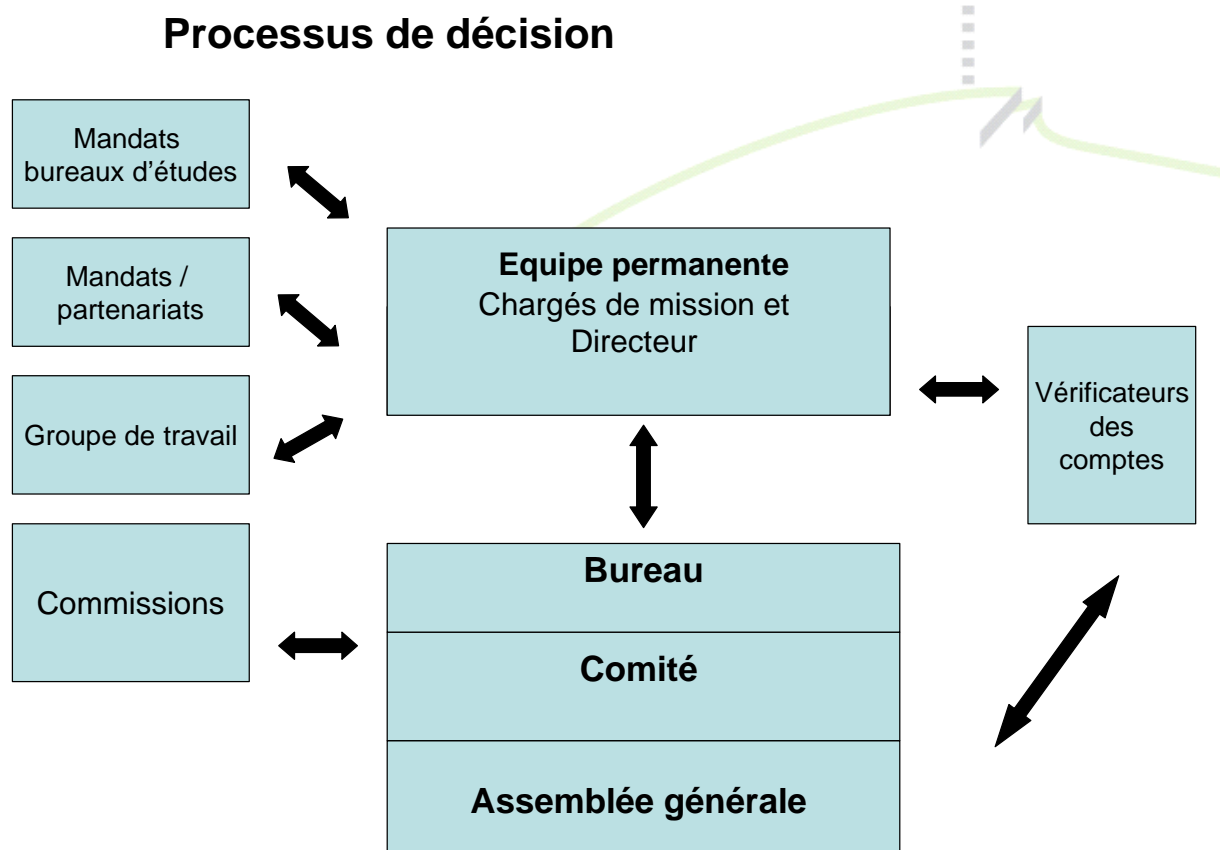 Processus de décision
Mandats
bureaux d'études
Mandats /
partenariats
Groupe de travail
Commissions
Equipe permanente
Chargés de mission et
Directeur
Bureau
Comité
Assemblée générale
Vérificateurs
des
comptes